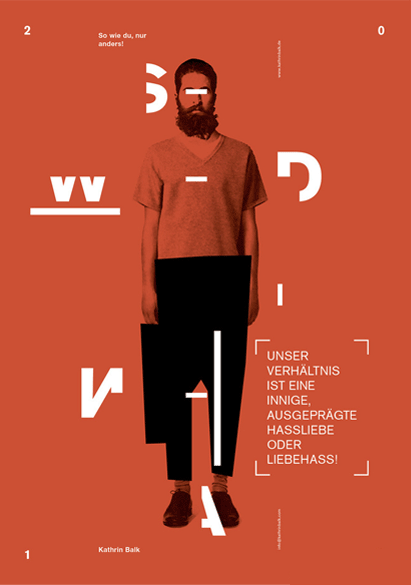 2
So wie du, nur
anders!
0
S
W
D
I
UNSER
VERHÄLTNIS
IST EINE
INNIGE,
AUSGEPRÄGTE
HASSLIEBE
ODER
LIEBEHASS!
N
A
Kathrin Balk
1